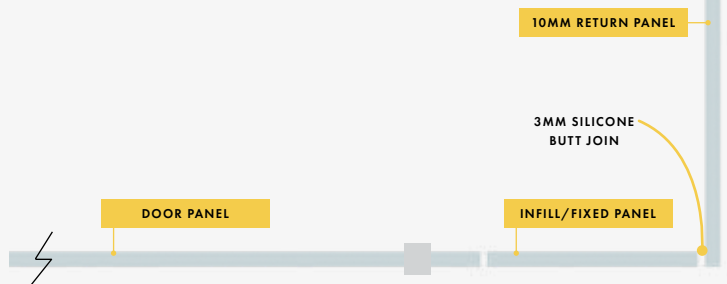 10MM RETURN PANEL
3MM SILICONE
BUTT JOIN
DOOR PANEL
INFILL/FIXED PANEL